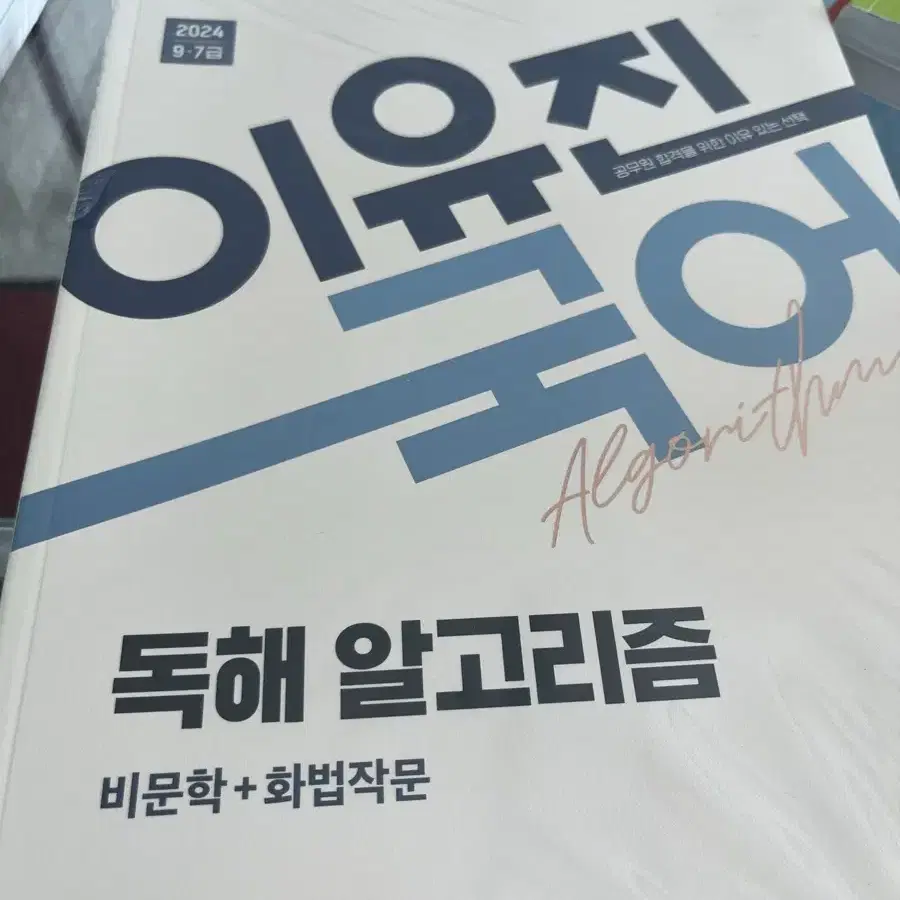 2024
9·7급
이유진
공무원 합격을 위한 이유 있는 선택
국어
Algorithm
독해 알고리즘
비문학 + 화법작문